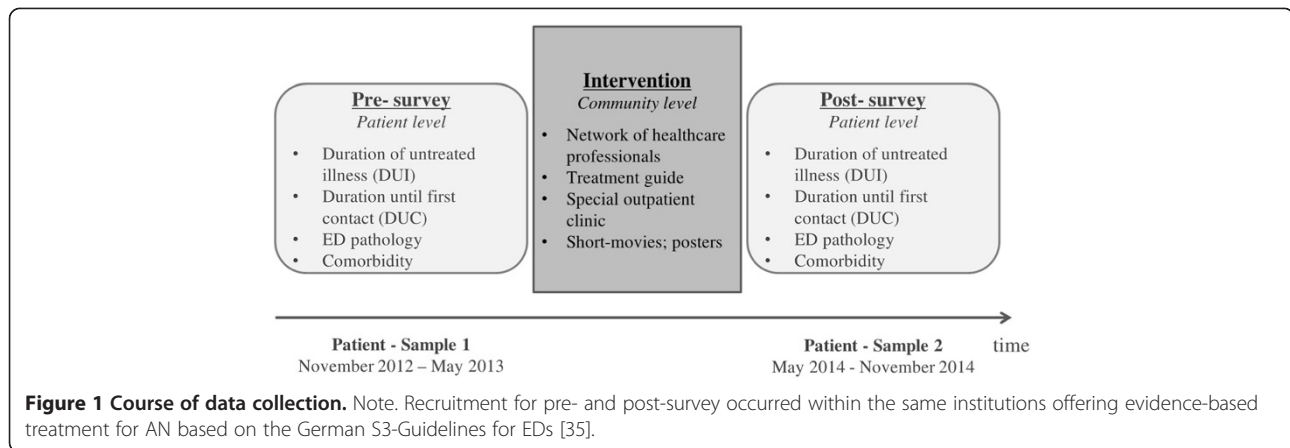 Pre- survey
Patient level
• Duration of untreated
illness (DUI)
• Duration until first
contact (DUC)
• ED pathology
• Comorbidity
Intervention
Community level
• Network of healthcare
professionals
• Treatment guide
• Special outpatient
clinic
• Short-movies; posters
Post- survey
Patient level
• Duration of untreated
illness (DUI)
• Duration until first
contact (DUC)
• ED pathology
• Comorbidity
Patient - Sample 1
November 2012 – May 2013
Patient - Sample 2
May 2014 - November 2014
time
Figure 1 Course of data collection. Note. Recruitment for pre- and post-survey occurred within the same institutions offering evidence-based
treatment for AN based on the German S3-Guidelines for EDs [35].